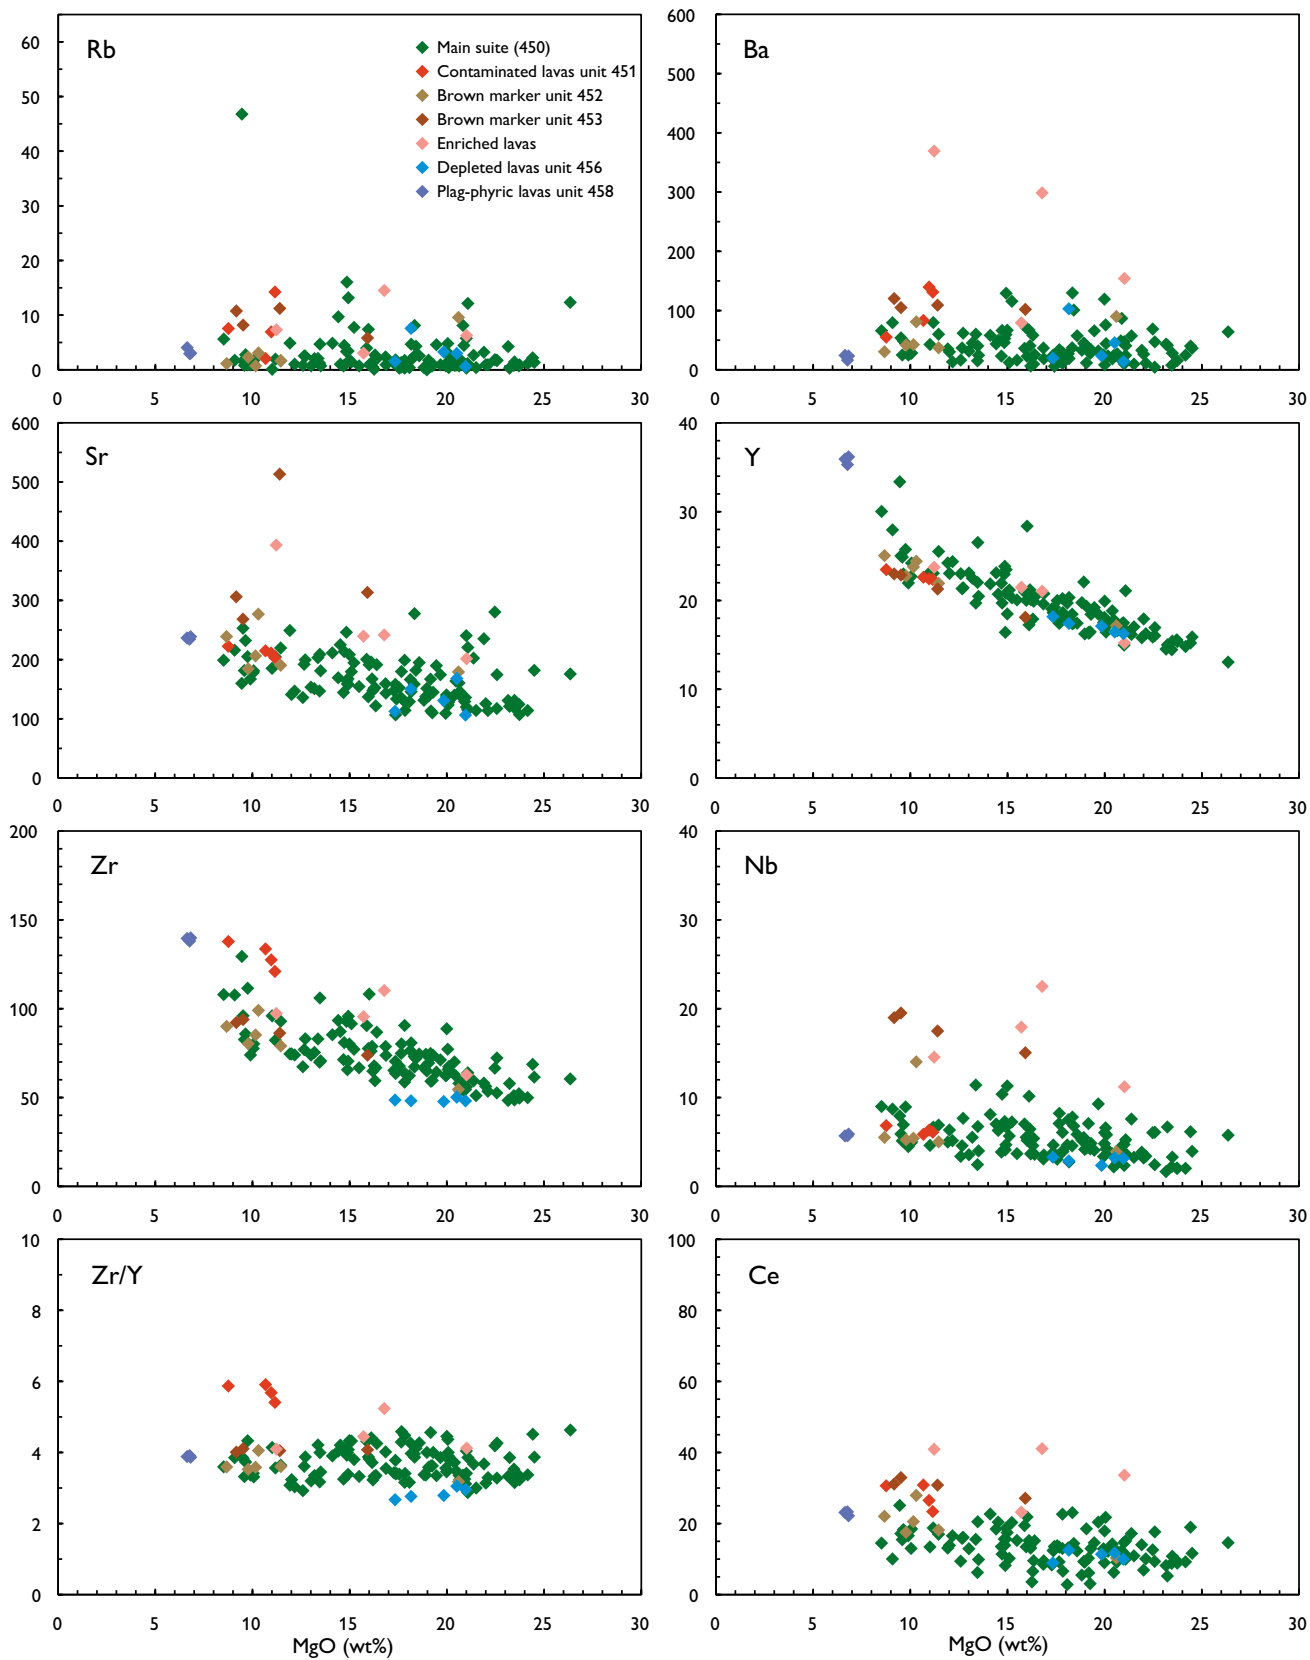 Rb
60
50
40
30
20
10
0
0 5 10 15 20 25 30
Main suite (450)
Contaminated lavas unit 451
Brown marker unit 452
Brown marker unit 453
Enriched lavas
Depleted lavas unit 456
Plag-phyric lavas unit 458
Ba
600
500
400
300
200
100
0
0 5 10 15 20 25 30
Sr
600
500
400
300
200
100
0
0 5 10 15 20 25 30
Y
40
30
20
10
0
0 5 10 15 20 25 30
Zr
200
150
100
50
0
0 5 10 15 20 25 30
Nb
40
30
20
10
0
0 5 10 15 20 25 30
Zr/Y
10
8
6
4
2
0
0 5 10 15 20 25 30
MgO (wt%)
Ce
100
80
60
40
20
0
0 5 10 15 20 25 30
MgO (wt%)